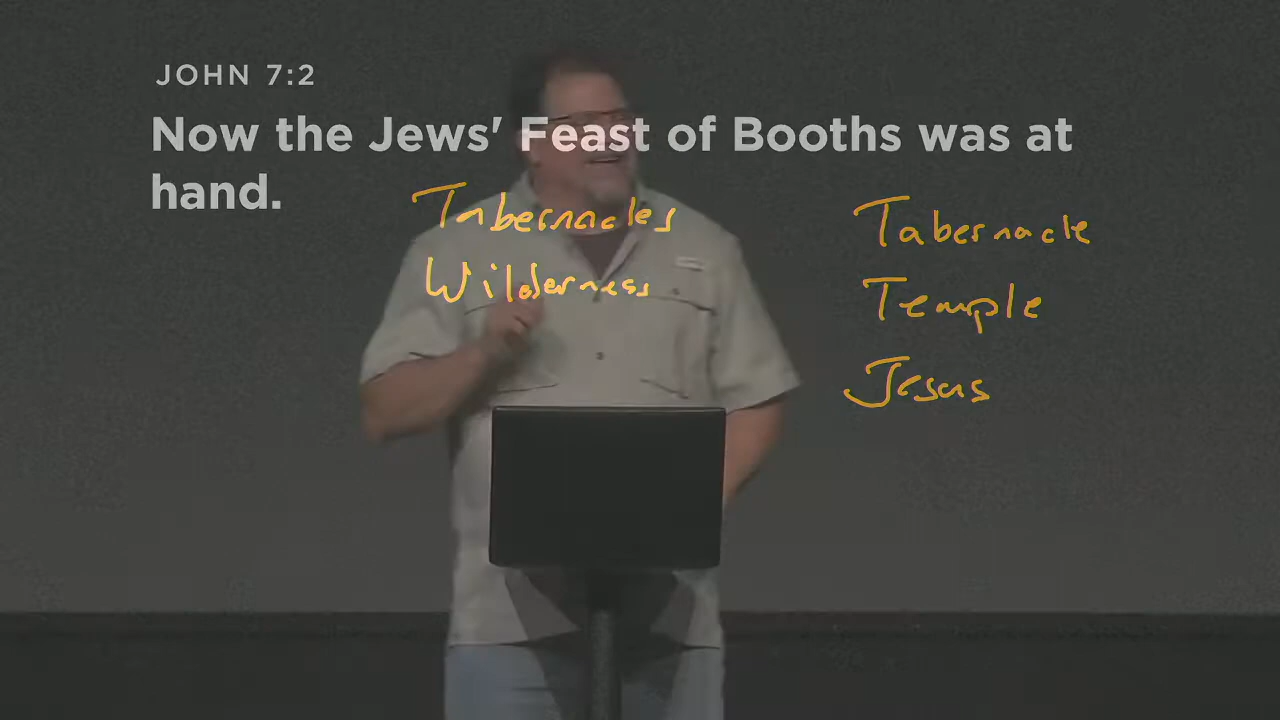 JOHN 7:2
Now the Jews' Feast of Booths was at
hand.
Tabernacles
Wilderness
Tabernacle
Temple
Jesus